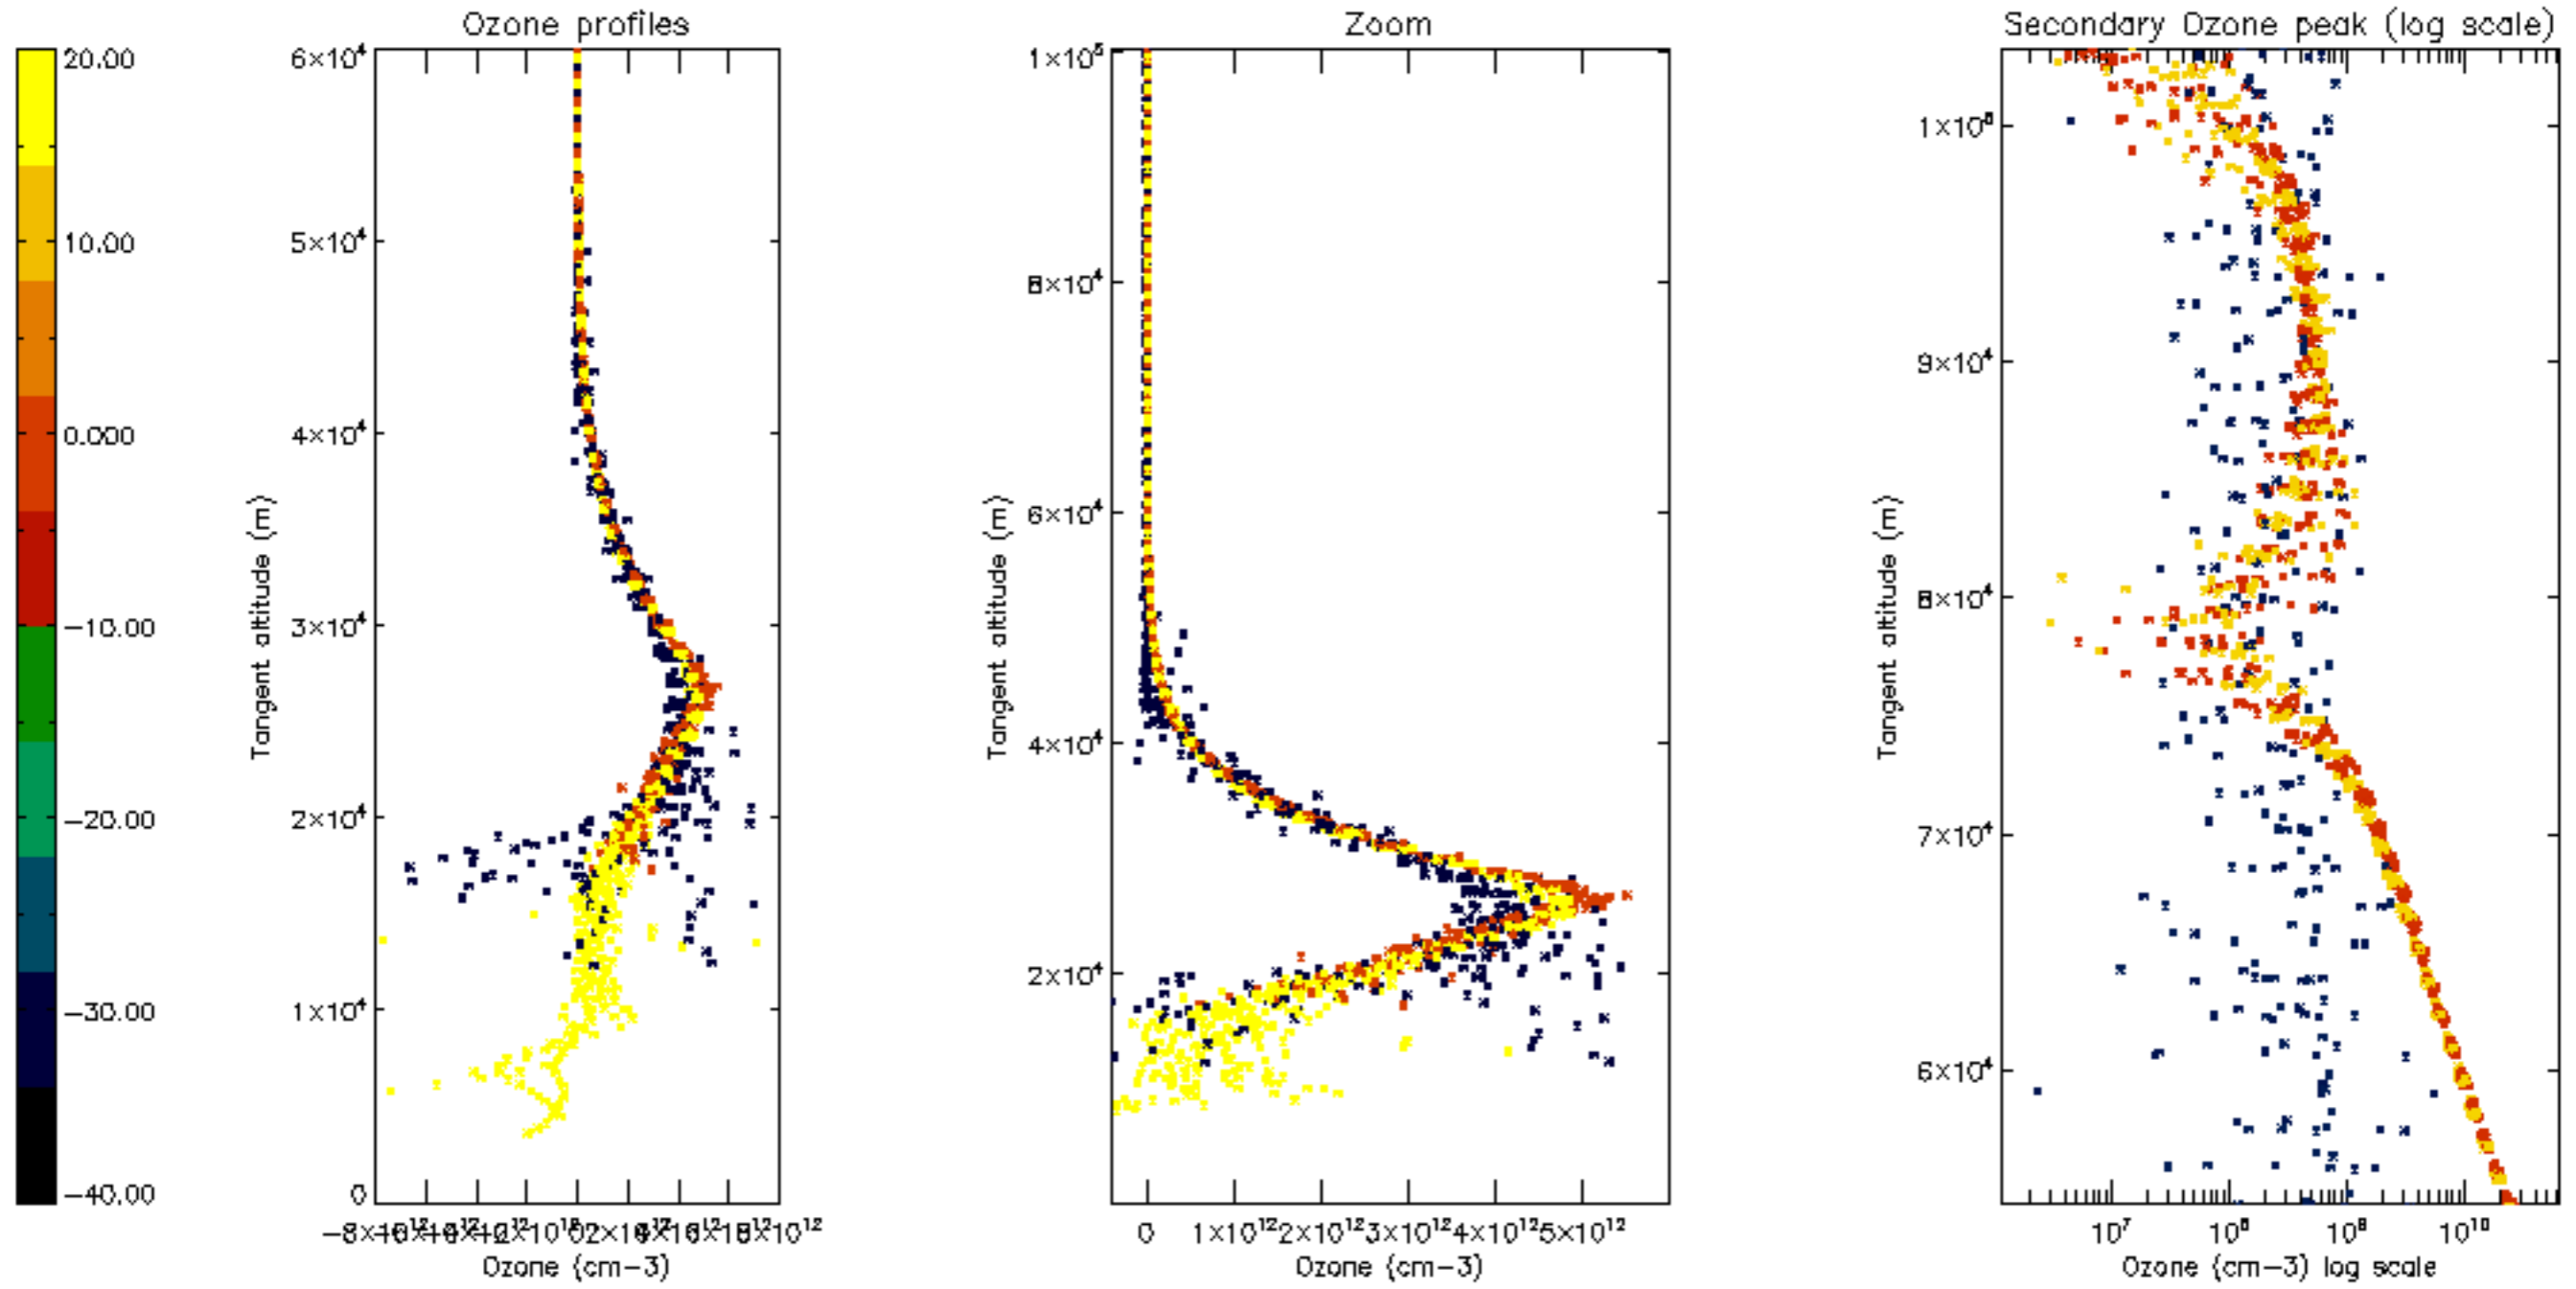 Ozone profiles
Zoom
Secondary Ozone peak (log scale)
20.00
10.00
0.000
−10.00
−20.00
−30.00
−40.00
6×10⁴
5×10⁴
4×10⁴
3×10⁴
2×10⁴
1×10⁴
0
Tangent altitude (m)
Ozone (cm−3)
1×10⁵
8×10⁴
6×10⁴
4×10⁴
2×10⁴
Tangent altitude (m)
0 1×10¹² 2×10¹² 3×10¹² 4×10¹² 5×10¹²
Ozone (cm−3)
1×10⁵
9×10⁴
8×10⁴
7×10⁴
6×10⁴
Tangent altitude (m)
10⁷ 10⁸ 10⁹ 10¹⁰
Ozone (cm−3) log scale